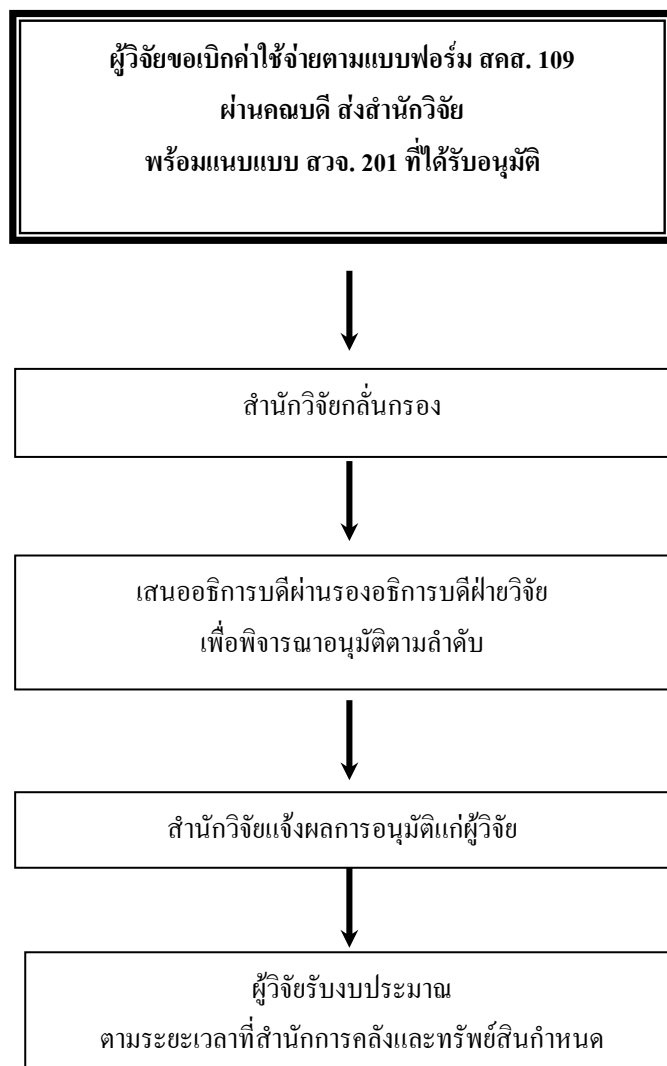 ผู้วิจัยขอเบิกค่าใช้จ่ายตามแบบฟอร์ม สคส. 109
ผ่านคณบดี ส่งสำนักวิจัย
พร้อมแนบแบบ สวจ. 201 ที่ได้รับอนุมัติ
สำนักวิจัยกลั่นกรอง
เสนออธิการบดีผ่านรองอธิการบดีฝ่ายวิจัย
เพื่อพิจารณาอนุมัติตามลำดับ
สำนักวิจัยแจ้งผลการอนุมัติแก่ผู้วิจัย
ผู้วิจัยรับงบประมาณ
ตามระยะเวลาที่สำนักการคลังและทรัพย์สินกำหนด